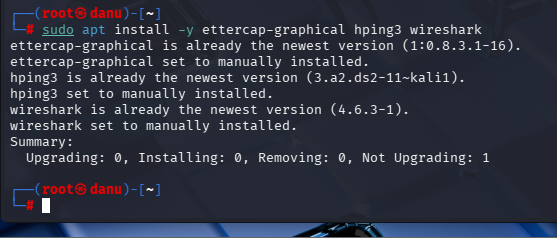 ┌──(root㉿danu)-[~]
└─# sudo apt install -y ettercap-graphical hping3 wireshark
ettercap-graphical is already the newest version (1:0.8.3.1-16).
ettercap-graphical set to manually installed.
hping3 is already the newest version (3.a2.ds2-11~kali1).
hping3 set to manually installed.
wireshark is already the newest version (4.6.3-1).
wireshark set to manually installed.
Summary:
  Upgrading: 0, Installing: 0, Removing: 0, Not Upgrading: 1
┌──(root㉿danu)-[~]
└─#